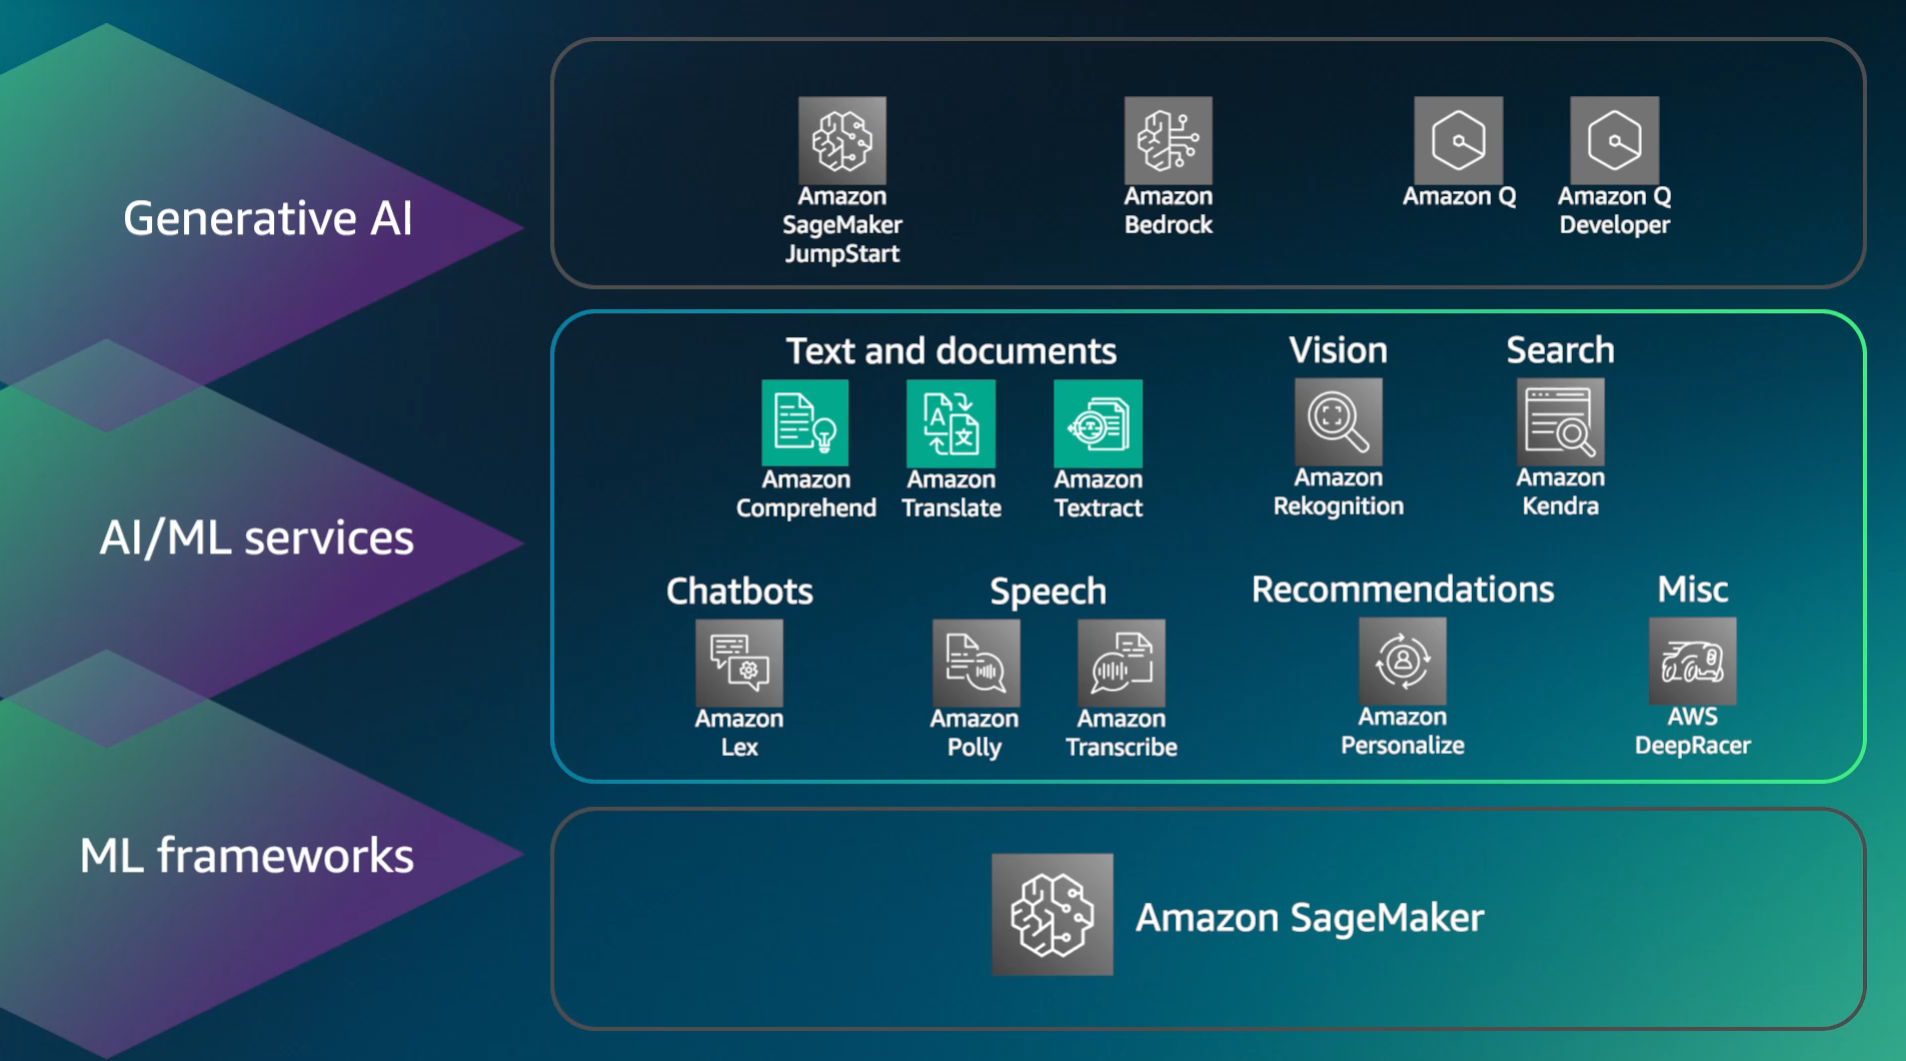 Generative AI
Amazon
SageMaker
JumpStart
Amazon
Bedrock
Amazon Q
Amazon Q
Developer
AI/ML services
Text and documents
Amazon
Comprehend
Amazon
Translate
Amazon
Textract
Vision
Amazon
Rekognition
Search
Amazon
Kendra
Chatbots
Amazon
Lex
Speech
Amazon
Polly
Amazon
Transcribe
Recommendations
Amazon
Personalize
Misc
AWS
DeepRacer
ML frameworks
Amazon SageMaker